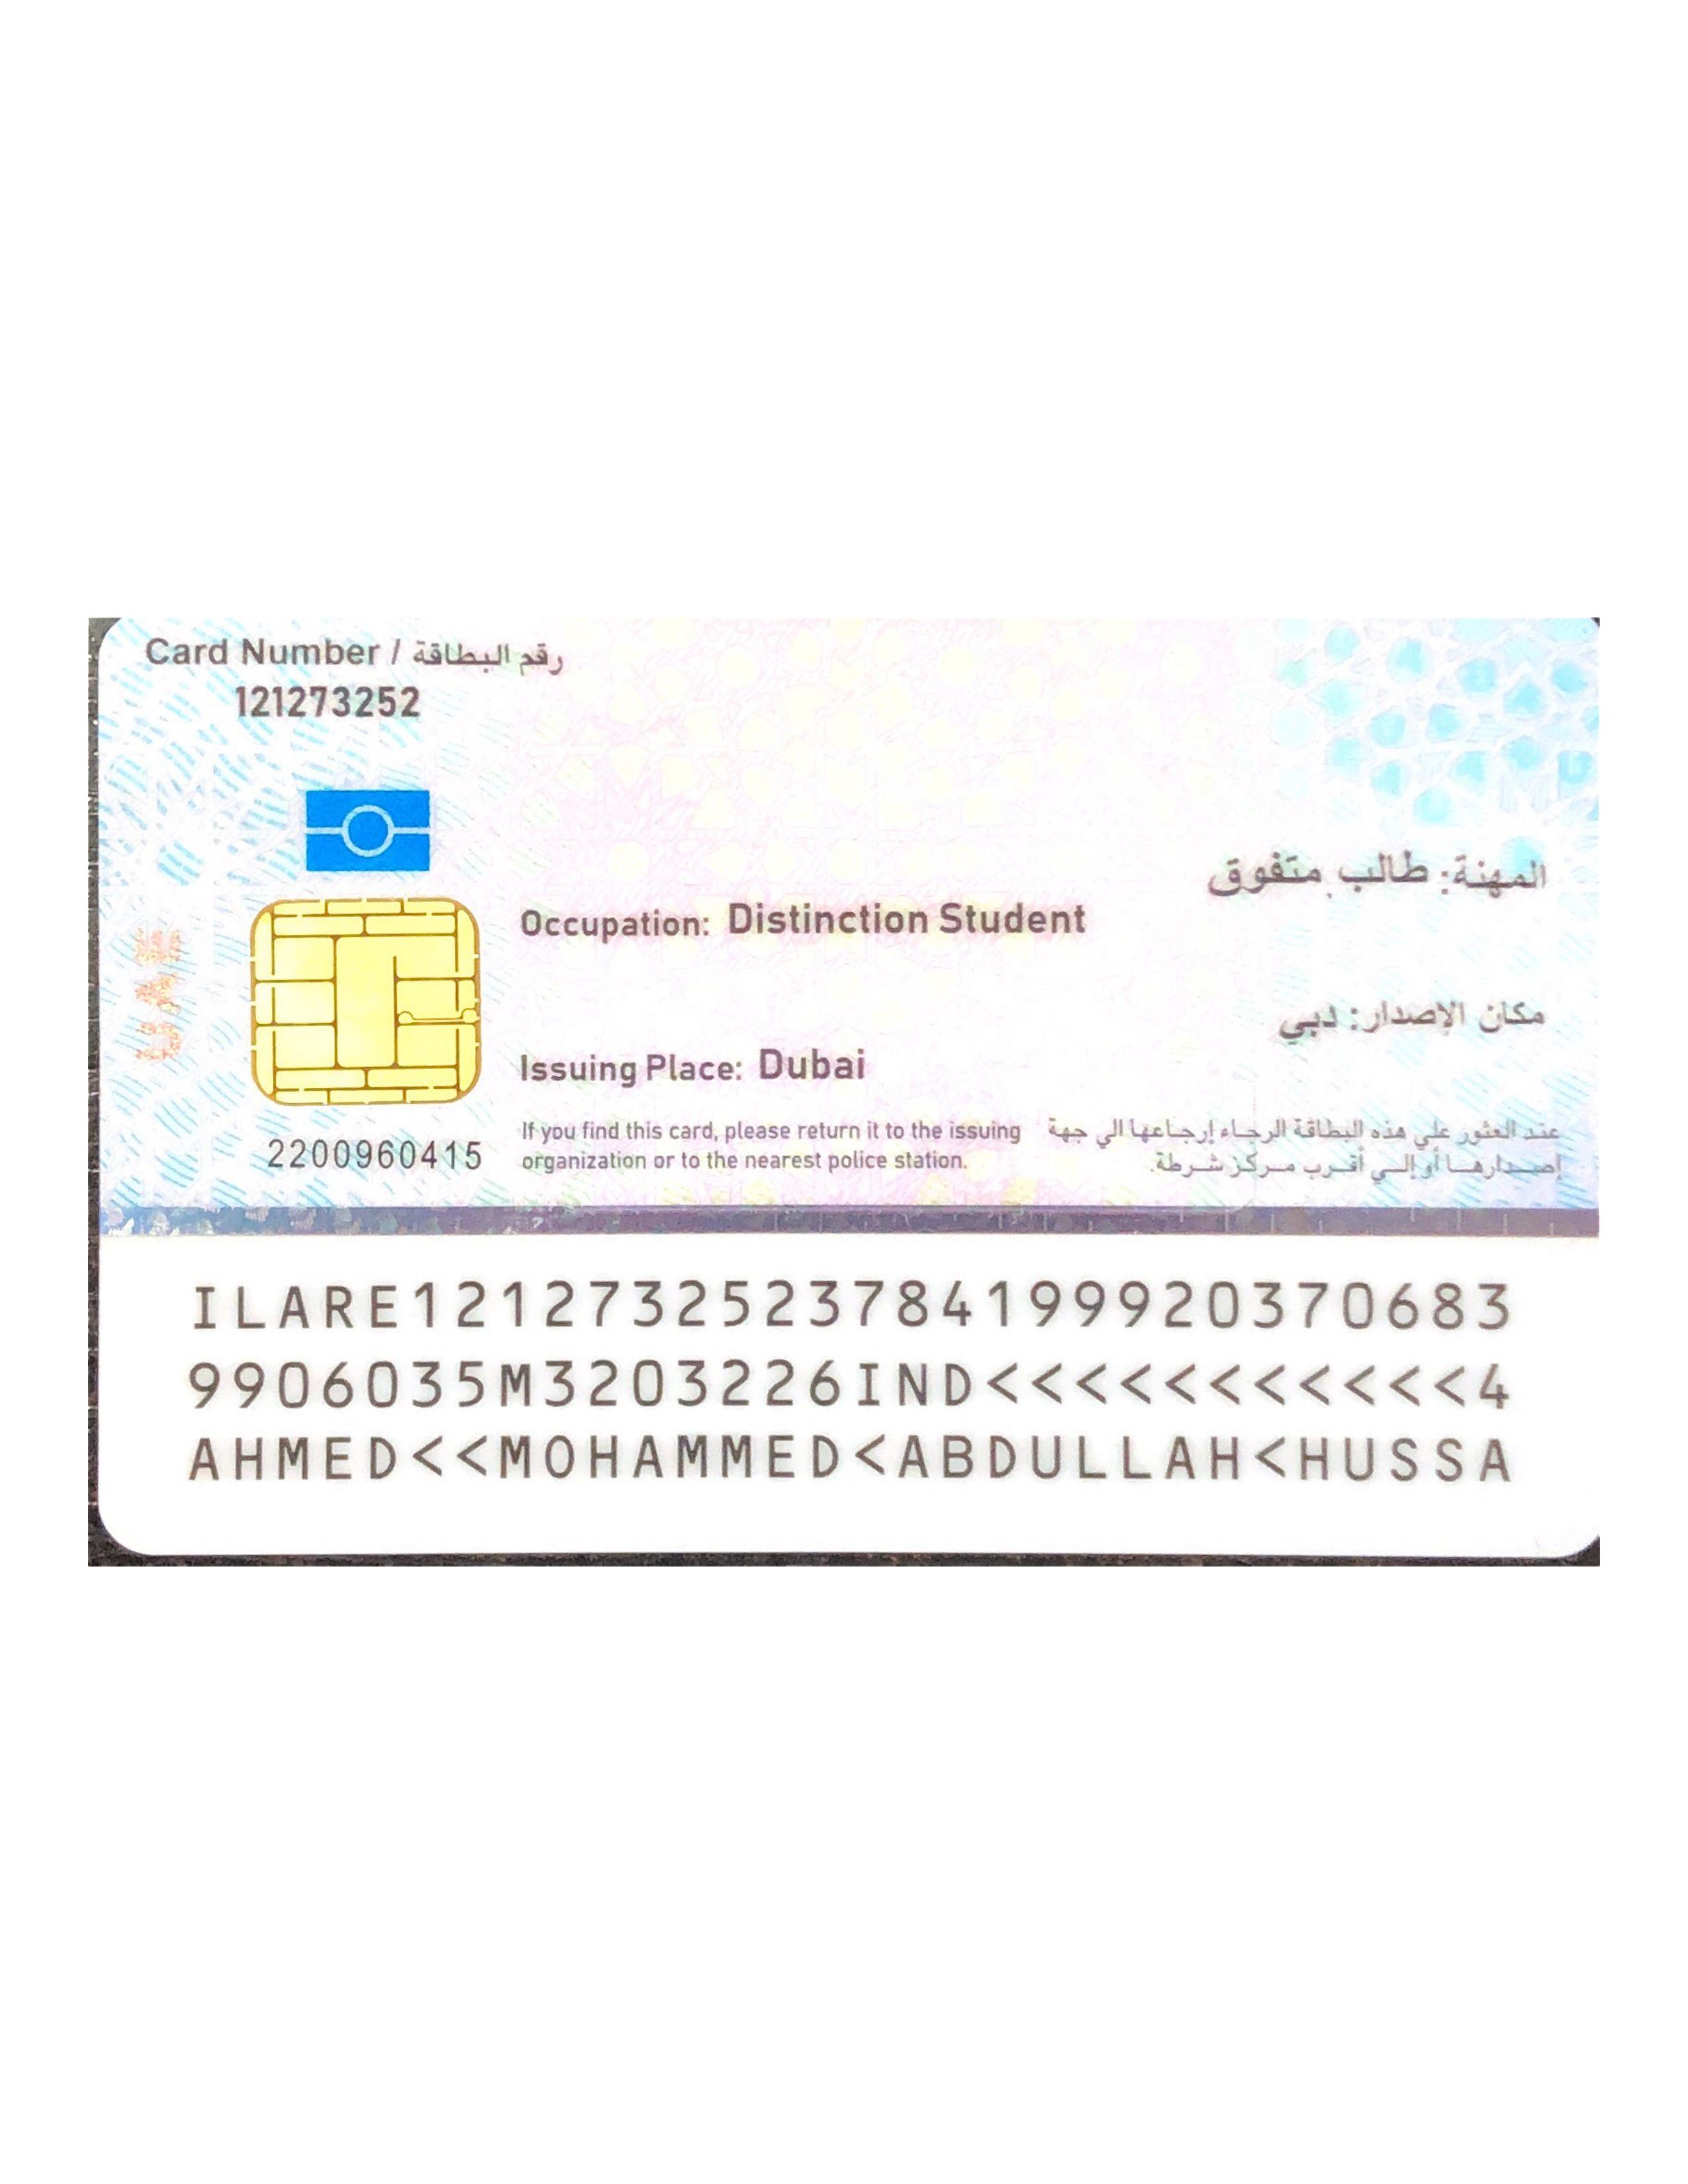 Card Number / رقم البطاقة
121273252
المهنة: طالب متفوق
Occupation: Distinction Student
مكان الإصدار: دبي
Issuing Place: Dubai
UAE
If you find this card, please return it to the issuing
organization or to the nearest police station.
عند العثور علي هذه البطاقة الرجاء إرجاعها الي جهة
إصدارها أو إلي أقرب مركز شرطة.
2200960415
ILARE1212732523784199920370683
9906035M3203226IND<<<<<<<<<<<4
AHMED<<MOHAMMED<ABDULLAH<HUSSA